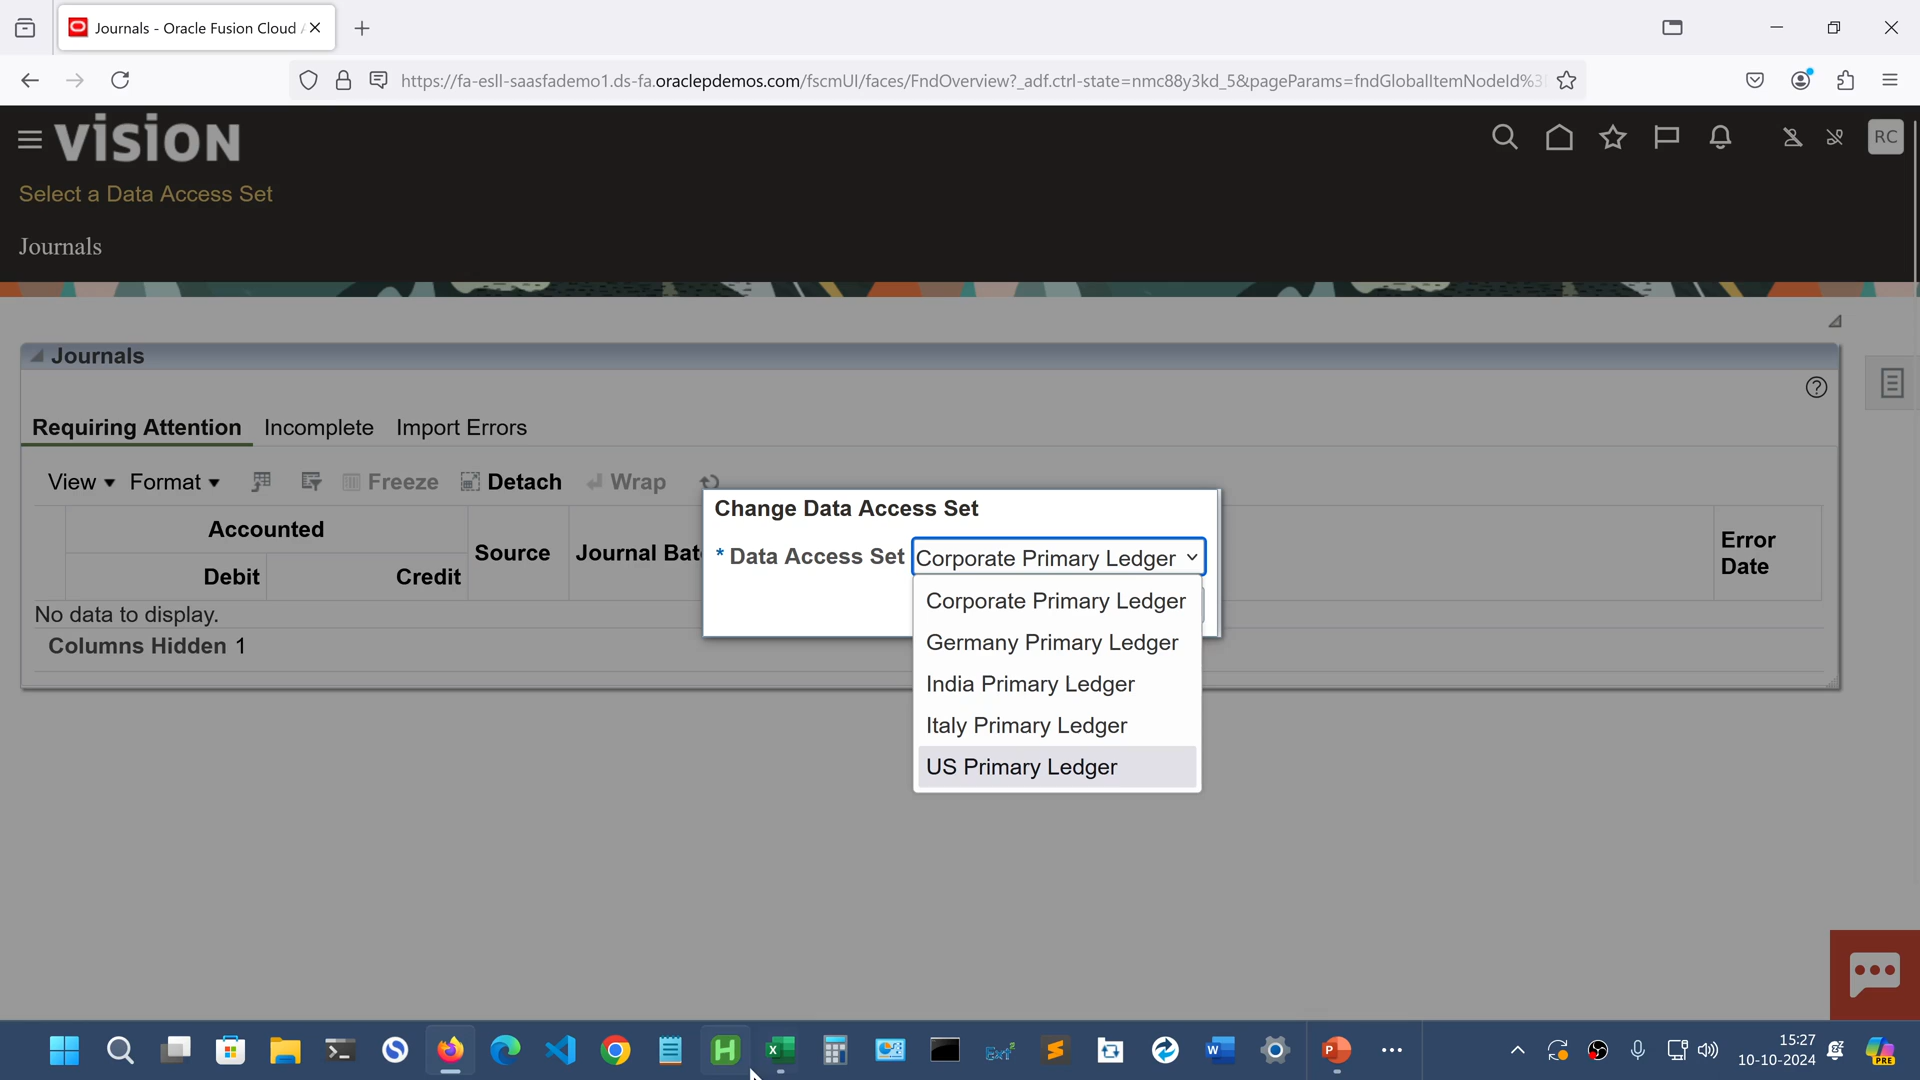 Journals - Oracle Fusion Cloud A
https://fa-esll-saasfademo1.ds-fa.oraclepdemos.com/fscmUI/faces/FndOverview?_adf.ctrl-state=nmc88y3kd_5&pageParams=fndGlobalItemNodeId%3
VISION
RC
Select a Data Access Set
Journals
Journals
Requiring Attention Incomplete Import Errors
View Format Freeze Detach Wrap
Accounted
Debit Credit
Source
Journal Bat
Error
Date
No data to display.
Columns Hidden 1
Change Data Access Set
* Data Access Set Corporate Primary Ledger
Corporate Primary Ledger
Germany Primary Ledger
India Primary Ledger
Italy Primary Ledger
US Primary Ledger
15:27
10-10-2024
PRE